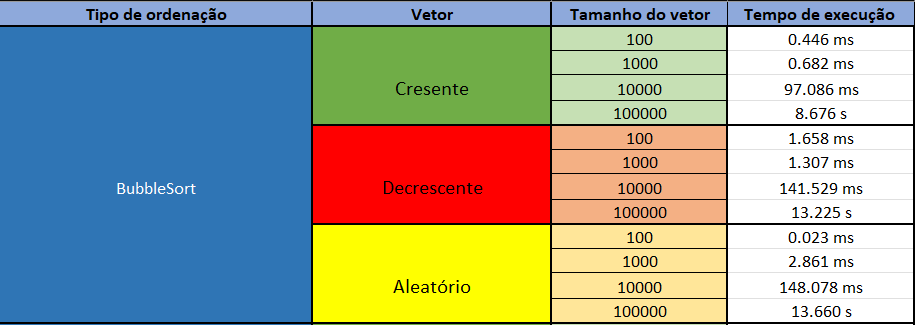 Tipo de ordenação Vetor Tamanho do vetor Tempo de execução
BubbleSort Cresente 100 0.446 ms
1000 0.682 ms
10000 97.086 ms
100000 8.676 s
Decrescente 100 1.658 ms
1000 1.307 ms
10000 141.529 ms
100000 13.225 s
Aleatório 100 0.023 ms
1000 2.861 ms
10000 148.078 ms
100000 13.660 s